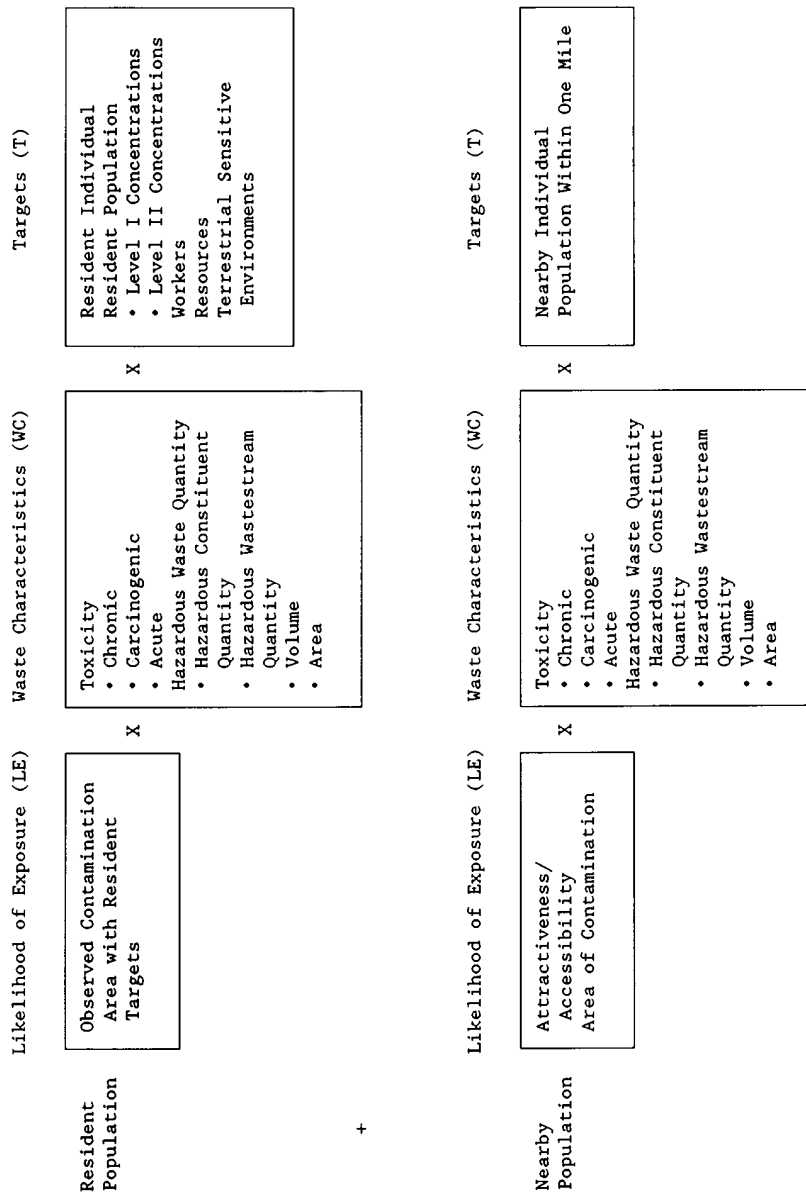 Likelihood of Exposure (LE)
Waste Characteristics (WC)
Targets (T)
Resident
Population
Observed Contamination
Area with Resident
Targets
X
Toxicity
• Chronic
• Carcinogenic
• Acute
Hazardous Waste Quantity
• Hazardous Constituent
Quantity
• Hazardous Wastestream
Quantity
• Volume
• Area
X
Resident Individual
Resident Population
• Level I Concentrations
• Level II Concentrations
Workers
Resources
Terrestrial Sensitive
Environments
+
Likelihood of Exposure (LE)
Waste Characteristics (WC)
Targets (T)
Nearby
Population
Attractiveness/
Accessibility
Area of Contamination
X
Toxicity
• Chronic
• Carcinogenic
• Acute
Hazardous Waste Quantity
• Hazardous Constituent
Quantity
• Hazardous Wastestream
Quantity
• Volume
• Area
X
Nearby Individual
Population Within One Mile